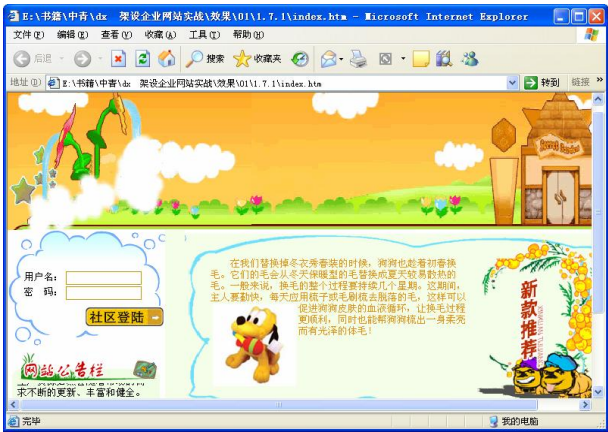 E:\书籍\中青\dx 架设企业网站实战\效果\01\1.7.1\index.htm - Microsoft Internet Explorer
文件(F) 编辑(E) 查看(V) 收藏(A) 工具(T) 帮助(H)
后退 搜索 收藏夹
地址(D) E:\书籍\中青\dx 架设企业网站实战\效果\01\1.7.1\index.htm 转到 链接 »
用户名:
密 码:
社区登陆
网站公告栏
求不断的更新、丰富和健全。
在我们替换掉冬衣秀春装的时候，狗狗也趁着初春换
毛。它们的毛会从冬天保暖型的毛替换成夏天较易散热的
毛。一般来说，换毛的整个过程要持续几个星期。这期间，
主人要勤快，每天应用梳子或毛刷梳去脱落的毛，这样可以
促进狗狗皮肤的血液循环，让换毛过程
更顺利，同时也能帮狗狗梳出一身柔亮
而有光泽的体毛！
新款推荐
完毕 我的电脑